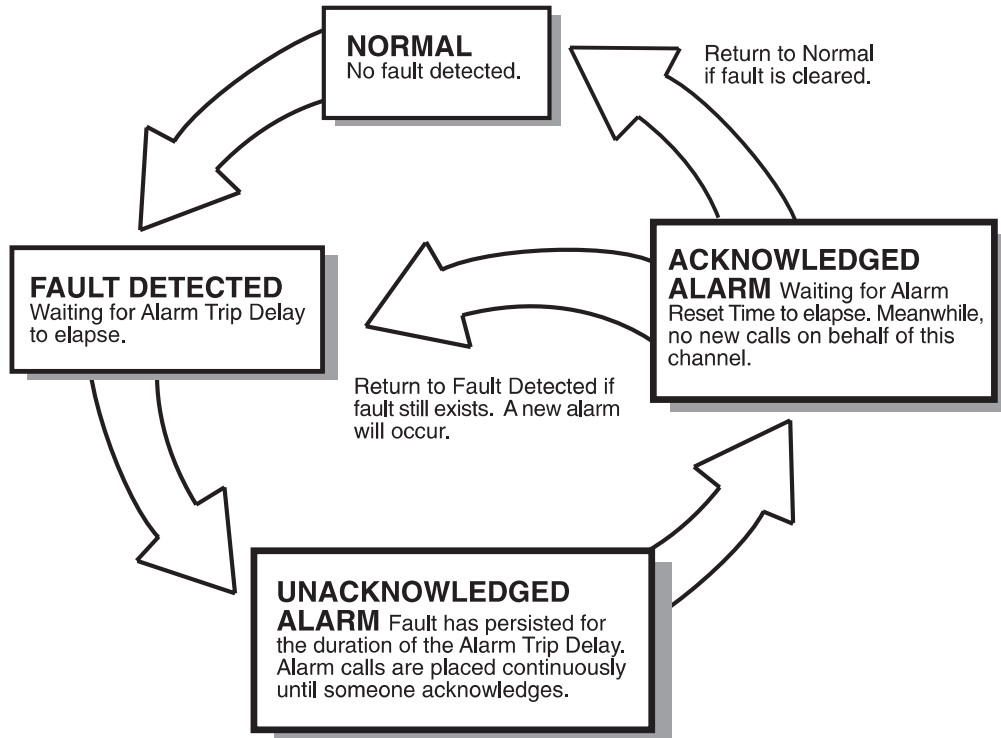 NORMAL
No fault detected.
Return to Normal
if fault is cleared.
FAULT DETECTED
Waiting for Alarm Trip Delay
to elapse.
ACKNOWLEDGED
ALARM Waiting for Alarm
Reset Time to elapse. Meanwhile,
no new calls on behalf of this
channel.
Return to Fault Detected if
fault still exists. A new alarm
will occur.
UNACKNOWLEDGED
ALARM Fault has persisted for
the duration of the Alarm Trip Delay.
Alarm calls are placed continuously
until someone acknowledges.